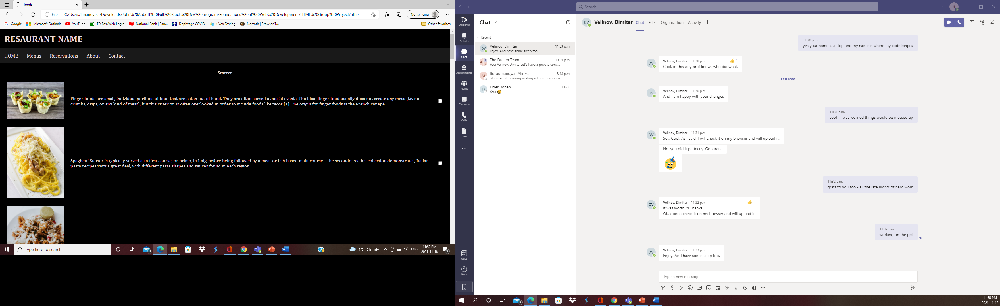 foods
File
C:/Users/Emanoyela/Downloads/John%20Abbott%20Full%20Stack%20Dev%20program/Foundations%20of%20Web%20Development/HTML%20Group%20Project/other_...
Not syncing
Google
Microsoft Outlook
YouTube
TD EasyWeb Login
National Bank | Ban...
Depistage COVID
uVox Testing
Norroth | Browser T...
Other favorites
RESAURANT NAME
HOME Menus Reservations About Contact
Starter
Finger foods are small, individual portions of food that are eaten out of hand. They are often served at social events. The ideal finger food usually does not create any mess (i.e. no
crumbs, drips, or any kind of mess), but this criterion is often overlooked in order to include foods like tacos.[1] One origin for finger foods is the French canapé.
Spaghetti Starter is typically served as a first course, or primo, in Italy, before being followed by a meat or fish based main course – the secondo. As this collection demonstrates, Italian
pasta recipes vary a great deal, with different pasta shapes and sauces found in each region.
Type here to search
3
4°C Cloudy
ENG
11:50 PM
2021-11-18
3
Search
JL
Students
Activity
Chat
Assignments
Teams
Calendar
Calls
Files
Apps
Help
Chat
Recent
DV
Velinov, Dimitar 11:33 p.m.
Enjoy. And have some sleep too.
The Dream Team 10:25 p.m.
You: Velinov, DimitarLet's have a private conv...
AB
Boroumandyar, Alireza 8:18 p.m.
ofcourse . it is wrong nesting without reason. a...
JE
Elder, Johan 11-03
You:
DV
Velinov, Dimitar Chat Files Organization Activity
11:30 p.m.
yes your name is at top and my name is where my code begins
DV
Velinov, Dimitar 11:30 p.m. 1
Cool, in this way prof knows who did what.
Last read
DV
Velinov, Dimitar 11:30 p.m.
And I am happy with your changes
11:31 p.m.
cool - i was worried things would be messed up
DV
Velinov, Dimitar 11:31 p.m.
So... Cool. As I said, I will check it on my browser and will upload it.
No, you did it perfectly. Gongrats!
11:32 p.m.
gratz to you too - all the late nights of hard work
DV
Velinov, Dimitar 11:32 p.m. 1
It was worth it! Thanks!
OK, gonna check it on my browser and will upload it!
11:32 p.m.
working on the ppt
DV
Velinov, Dimitar 11:33 p.m.
Enjoy. And have some sleep too.
Type a new message
GIF
3
11:50 PM
2021-11-18